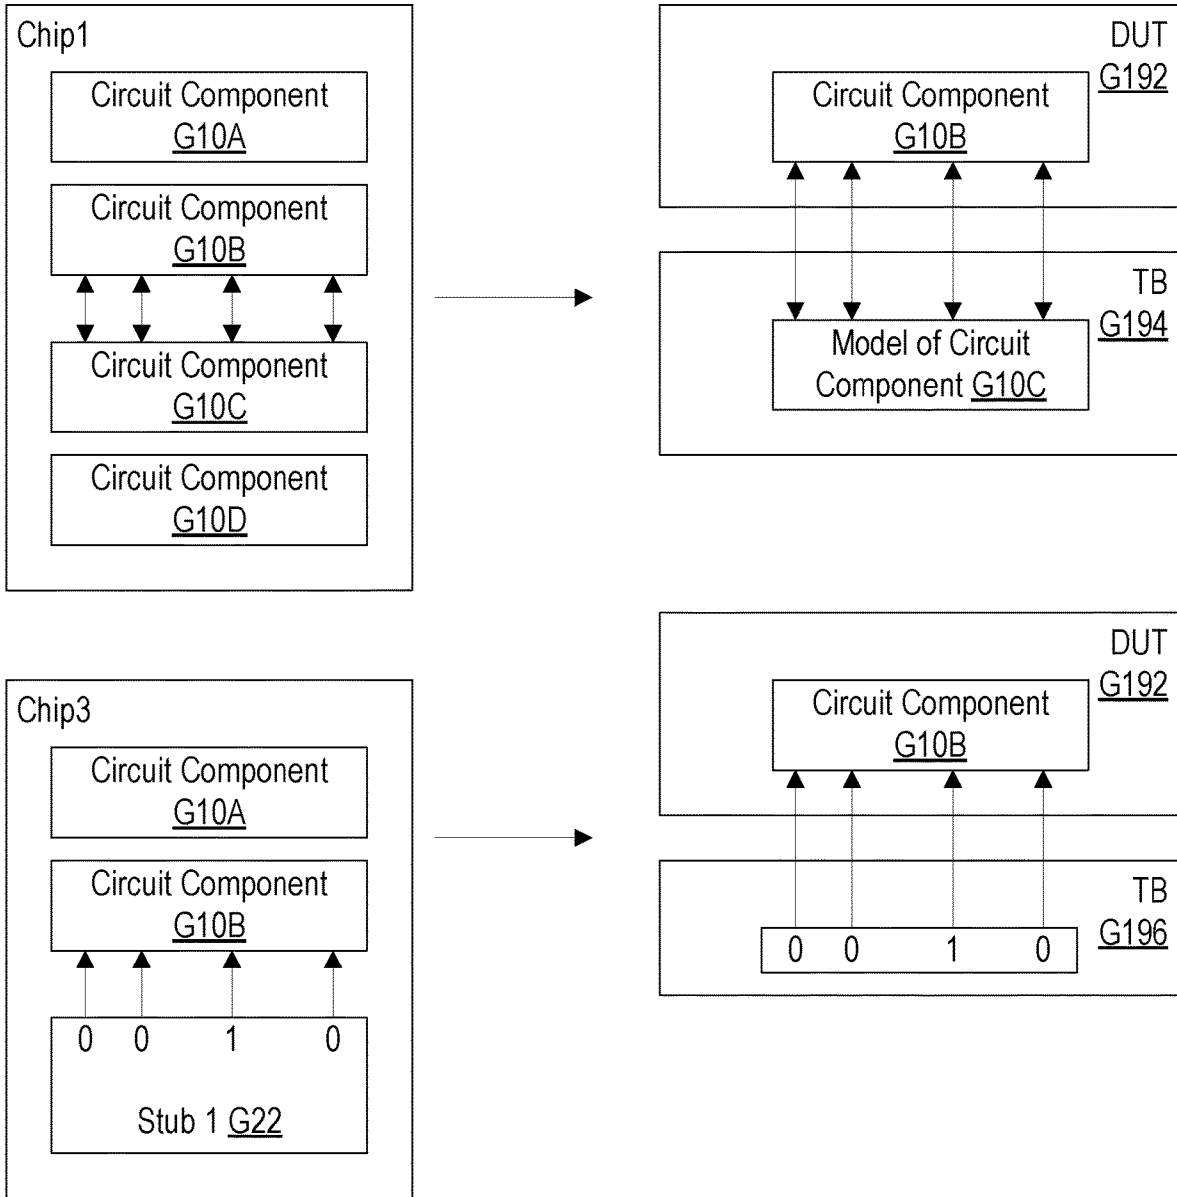 Chip1
Circuit Component
G10A
Circuit Component
G10B
Circuit Component
G10C
Circuit Component
G10D
DUT
G192
Circuit Component
G10B
TB
G194
Model of Circuit
Component G10C
Chip3
Circuit Component
G10A
Circuit Component
G10B
0 0 1 0
Stub 1 G22
DUT
G192
Circuit Component
G10B
TB
G196
0 0 1 0